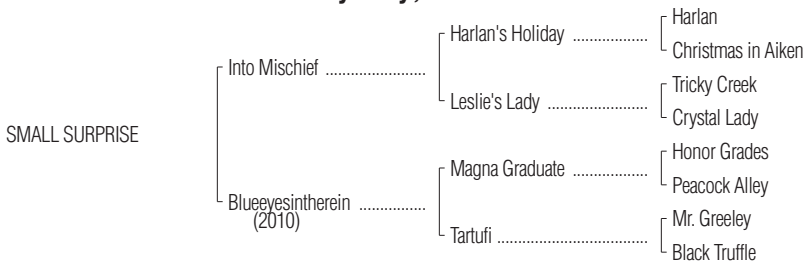 Harlan
Harlan's Holiday ..................
Christmas in Aiken
Into Mischief ........................
Tricky Creek
Leslie's Lady ........................
Crystal Lady
SMALL SURPRISE
Honor Grades
Magna Graduate ..................
Peacock Alley
Blueeyesintherein ................
(2010)
Mr. Greeley
Tartufi ....................................
Black Truffle